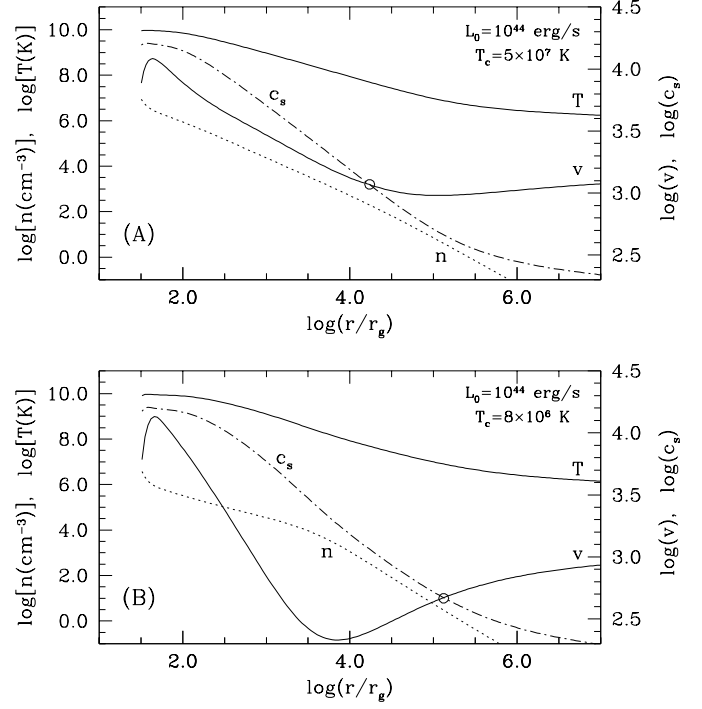 L₀=10⁴⁴ erg/s
T_c=5×10⁷ K
log[n(cm⁻³)], log[T(K)]
10.0
8.0
6.0
4.0
2.0
0.0
4.5
4.0
3.5
3.0
2.5
log(v), log(c_s)
T
c_s
v
n
(A)
2.0 4.0 6.0
log(r/r_g)
L₀=10⁴⁴ erg/s
T_c=8×10⁶ K
log[n(cm⁻³)], log[T(K)]
10.0
8.0
6.0
4.0
2.0
0.0
4.5
4.0
3.5
3.0
2.5
log(v), log(c_s)
T
c_s
n
v
(B)
2.0 4.0 6.0
log(r/r_g)